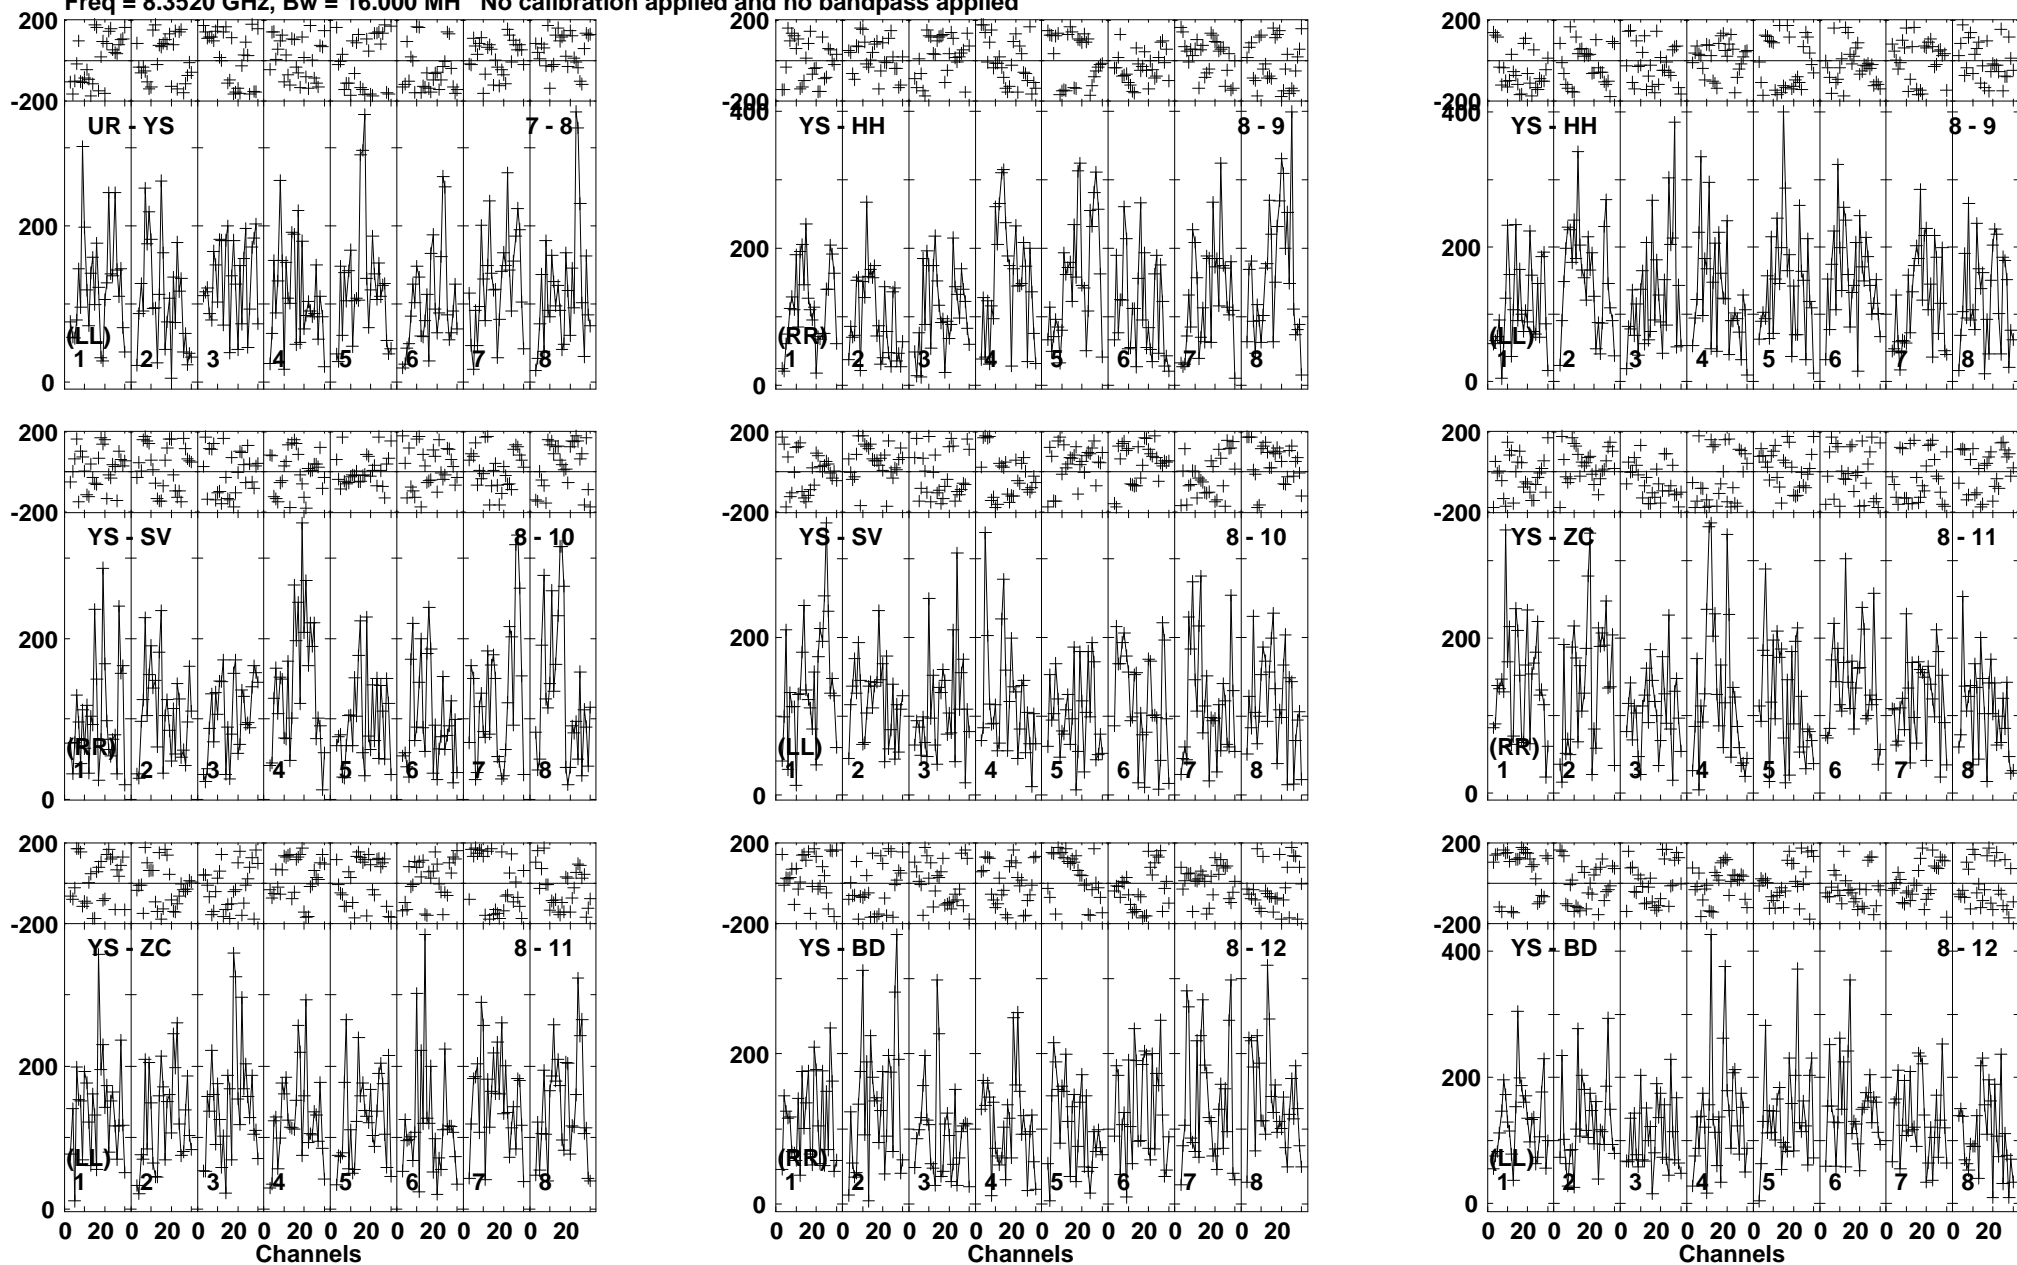 Freq = 8.3520 GHz, Bw = 16.000 MH No calibration applied and no bandpass applied
200 200 200
-200 -200 -200
400 400
UR - YS 7 - 8 YS - HH 8 - 9 YS - HH 8 - 9
200 200 200
(LL) (RR) (LL)
1 2 3 4 5 6 7 8 1 2 3 4 5 6 7 8 1 2 3 4 5 6 7 8
0 0 0
200 200 200
-200 -200 -200
YS - SV 8 - 10 YS - SV 8 - 10 YS - ZC 8 - 11
200 200 200
(RR) (LL) (RR)
1 2 3 4 5 6 7 8 1 2 3 4 5 6 7 8 1 2 3 4 5 6 7 8
0 0 0
200 200 200
-200 -200 -200
YS - ZC 8 - 11 YS - BD 8 - 12 YS - BD 8 - 12
400
200 200 200
(LL) (RR) (LL)
1 2 3 4 5 6 7 8 1 2 3 4 5 6 7 8 1 2 3 4 5 6 7 8
0 0 0
0 20 0 20 0 20 0 20 0 20 0 20 0 20 0 20 0 20 0 20 0 20 0 20 0 20 0 20 0 20 0 20 0 20 0 20 0 20 0 20 0 20 0 20 0 20 0 20
Channels Channels Channels